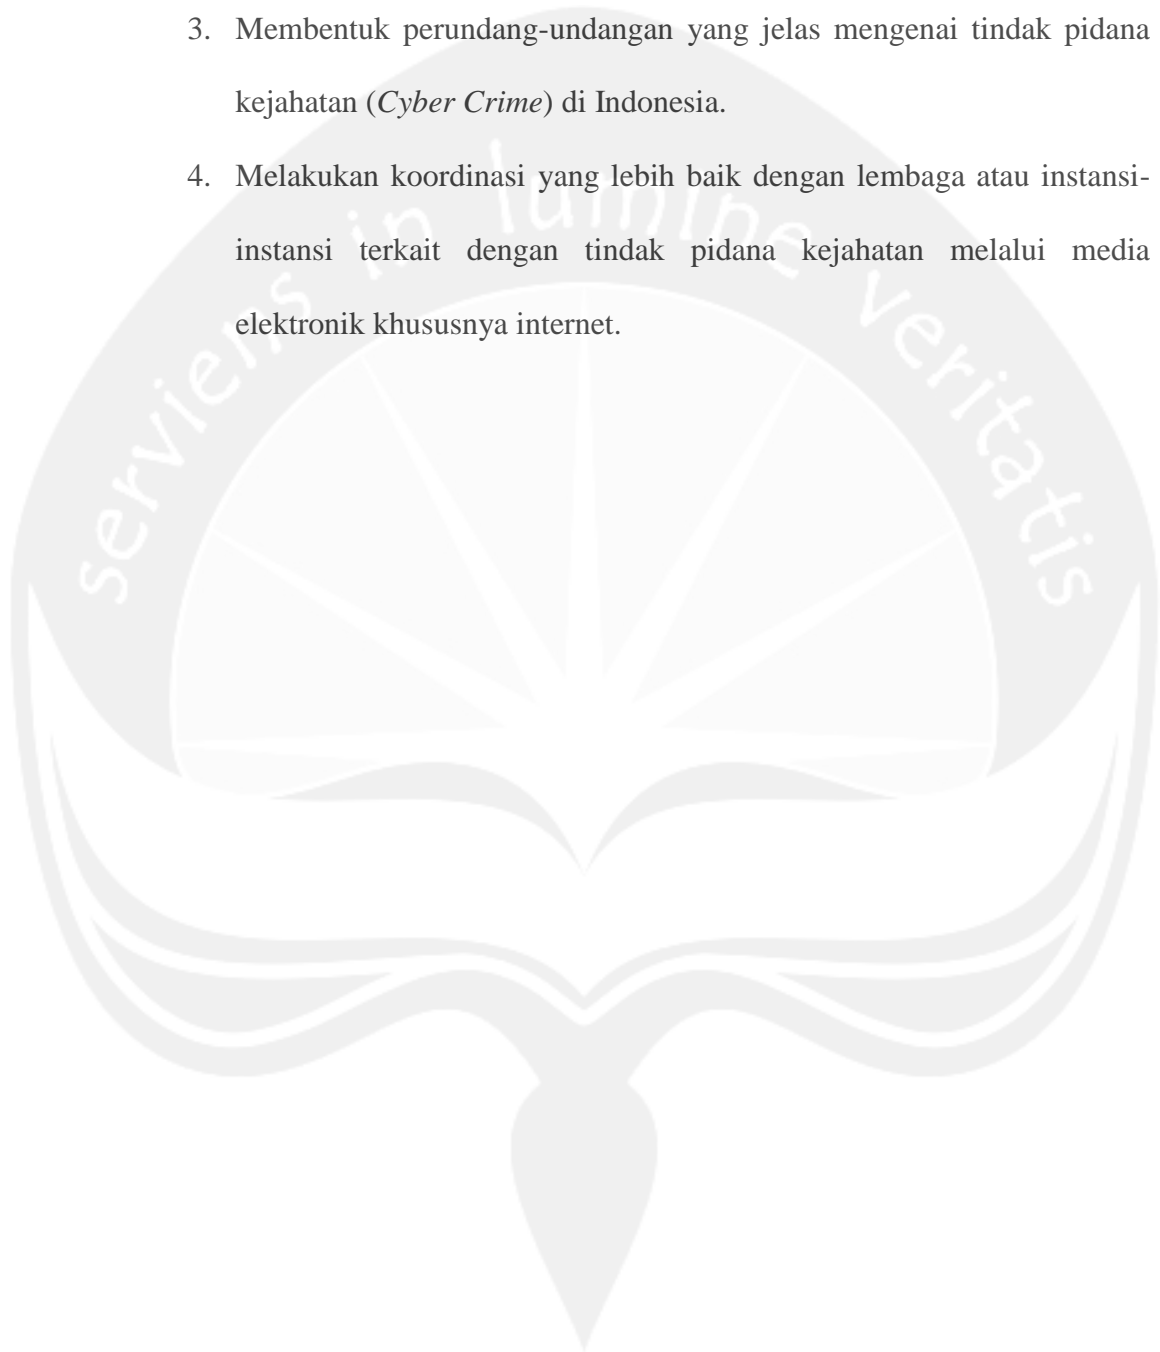 3. Membentuk perundang-undangan yang jelas mengenai tindak pidana
kejahatan (Cyber Crime) di Indonesia.
4. Melakukan koordinasi yang lebih baik dengan lembaga atau instansi-
instansi terkait dengan tindak pidana kejahatan melalui media
elektronik khususnya internet.
serviens in lumine veritatis